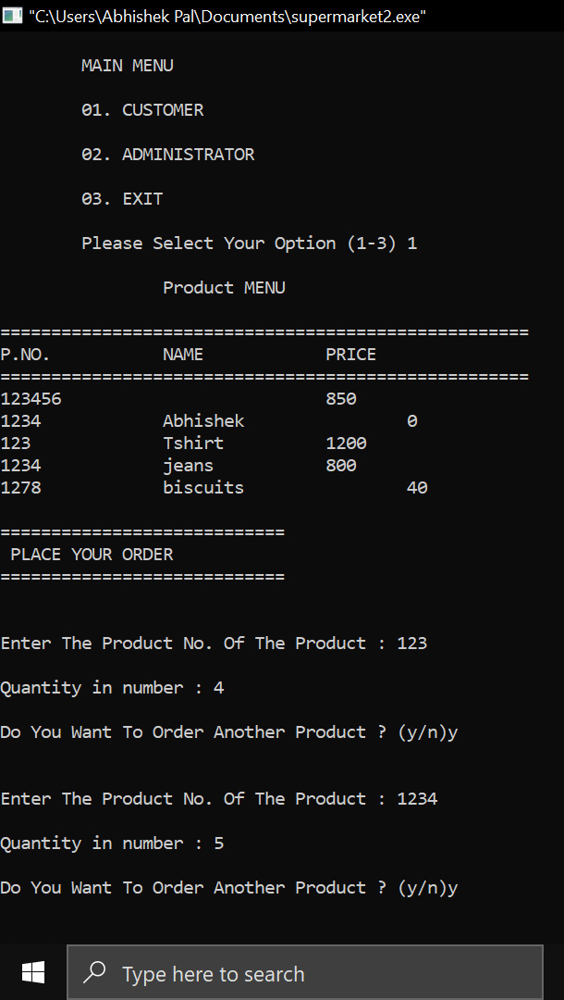 "C:\Users\Abhishek Pal\Documents\supermarket2.exe"
MAIN MENU
01. CUSTOMER
02. ADMINISTRATOR
03. EXIT
Please Select Your Option (1-3) 1
Product MENU
====================================================
P.NO. NAME PRICE
====================================================
123456 850
1234 Abhishek 0
123 Tshirt 1200
1234 jeans 800
1278 biscuits 40
============================
PLACE YOUR ORDER
============================
Enter The Product No. Of The Product : 123
Quantity in number : 4
Do You Want To Order Another Product ? (y/n)y
Enter The Product No. Of The Product : 1234
Quantity in number : 5
Do You Want To Order Another Product ? (y/n)y
Type here to search